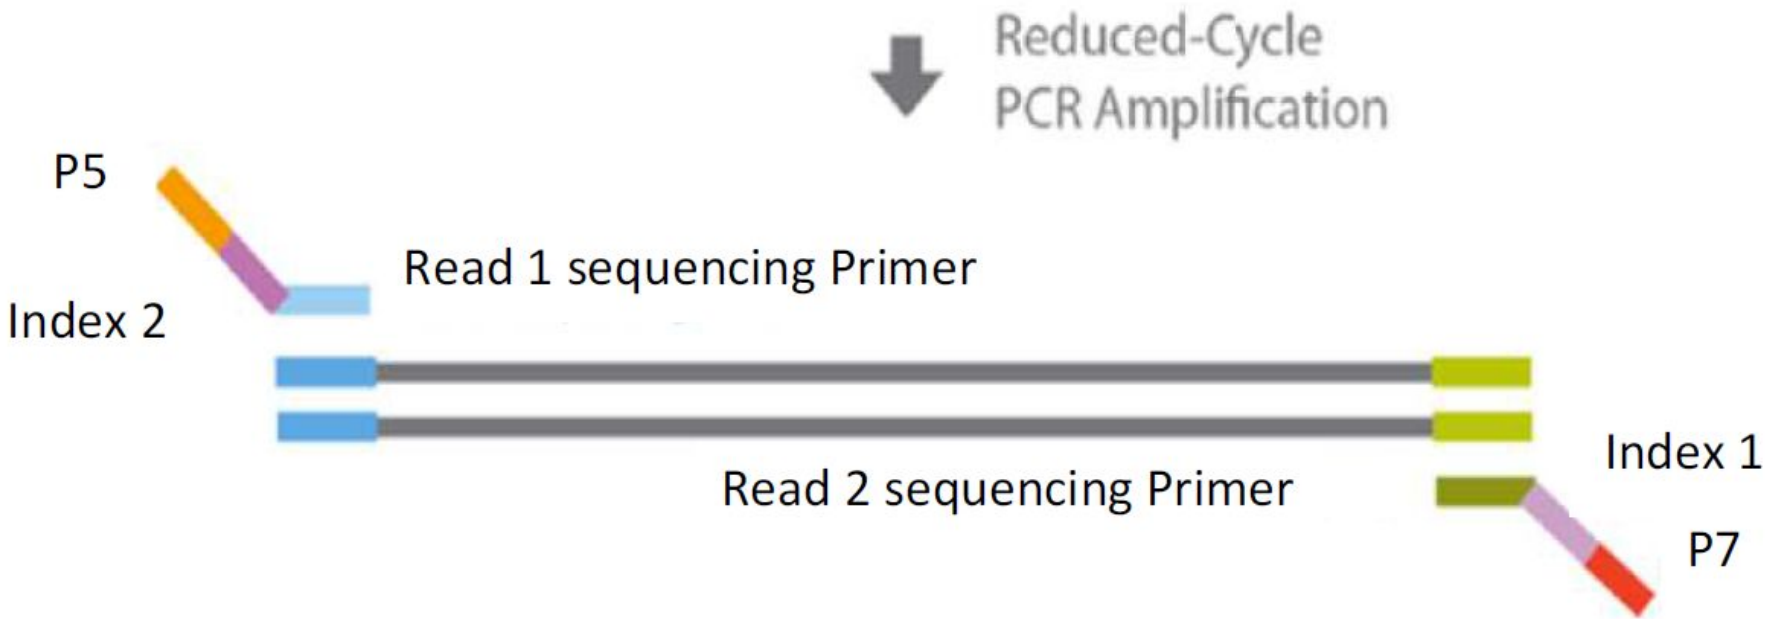 Reduced-Cycle
PCR Amplification
P5
Read 1 sequencing Primer
Index 2
Index 1
Read 2 sequencing Primer
P7